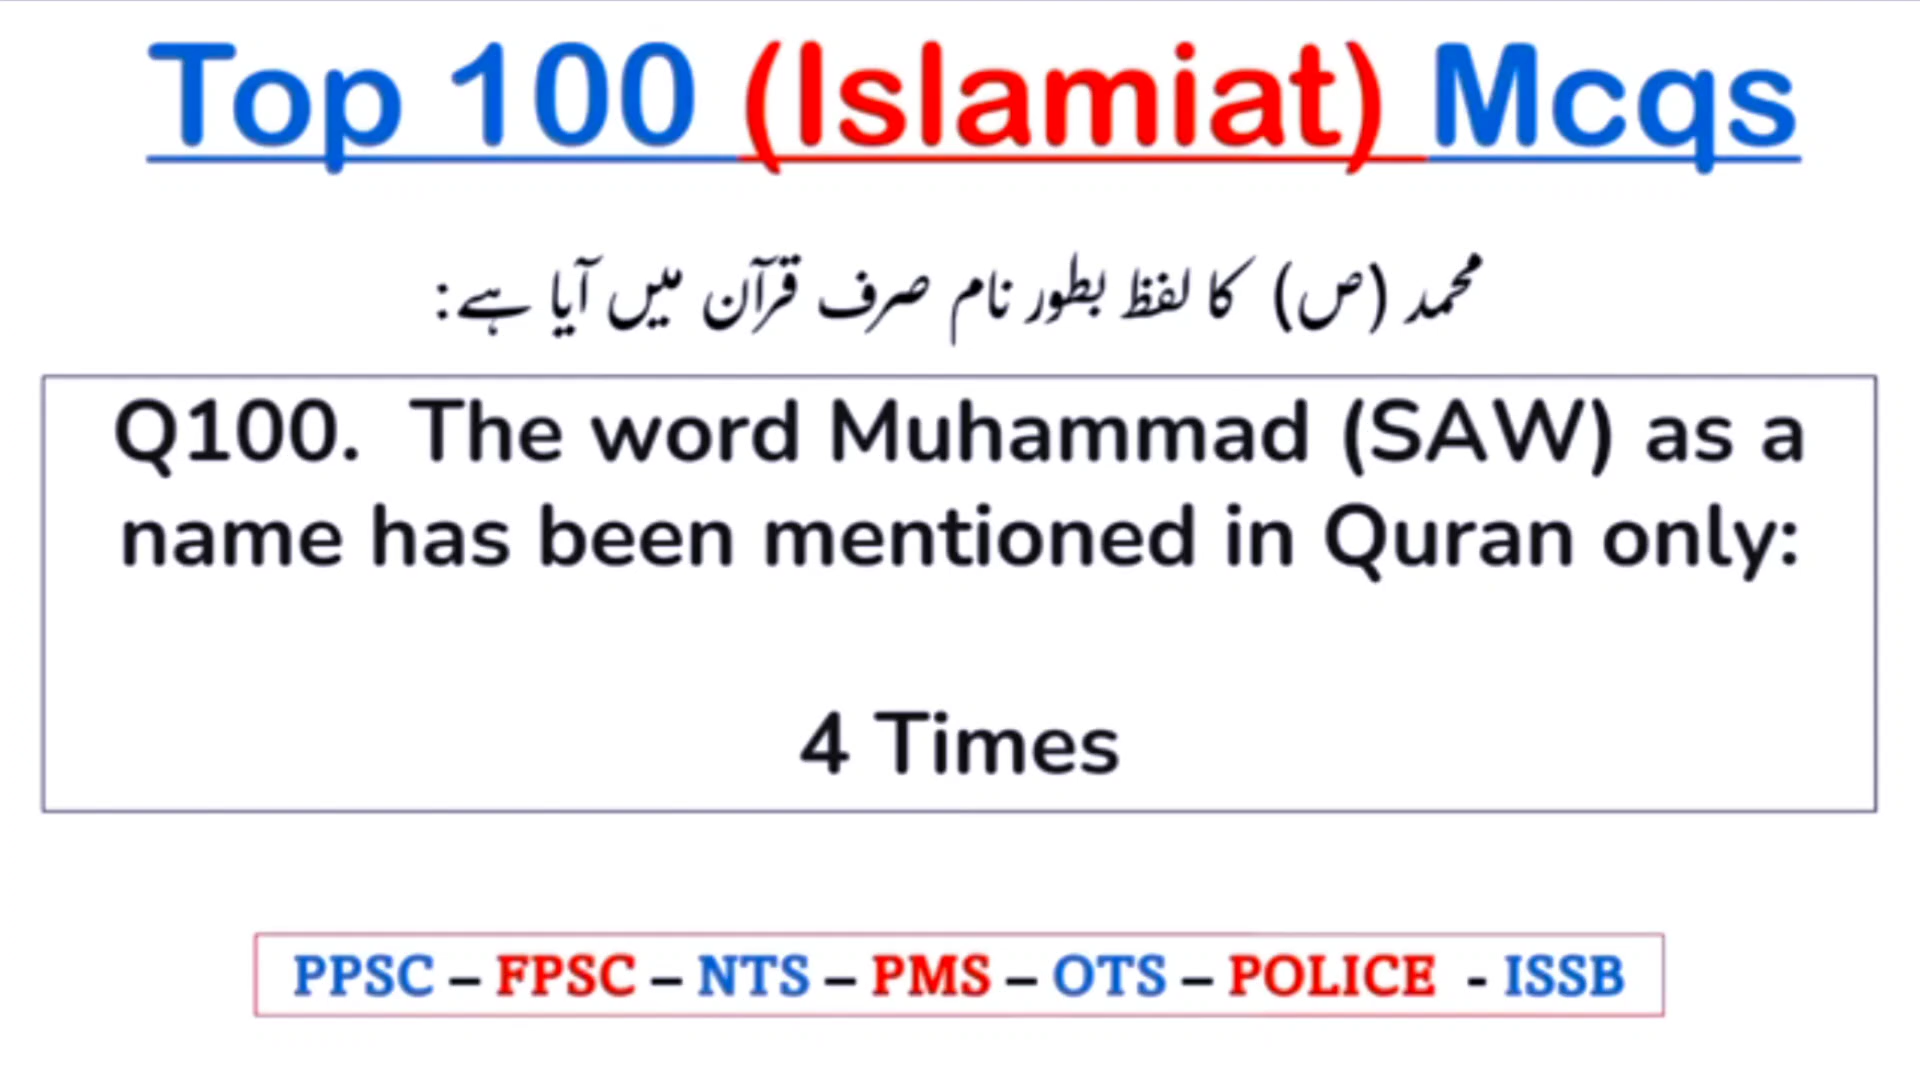 Top 100 (Islamiat) Mcqs
محمد (ص) کا لفظ بطور نام صرف قرآن میں آیا ہے:
Q100. The word Muhammad (SAW) as a
name has been mentioned in Quran only:
4 Times
PPSC – FPSC – NTS – PMS – OTS – POLICE - ISSB